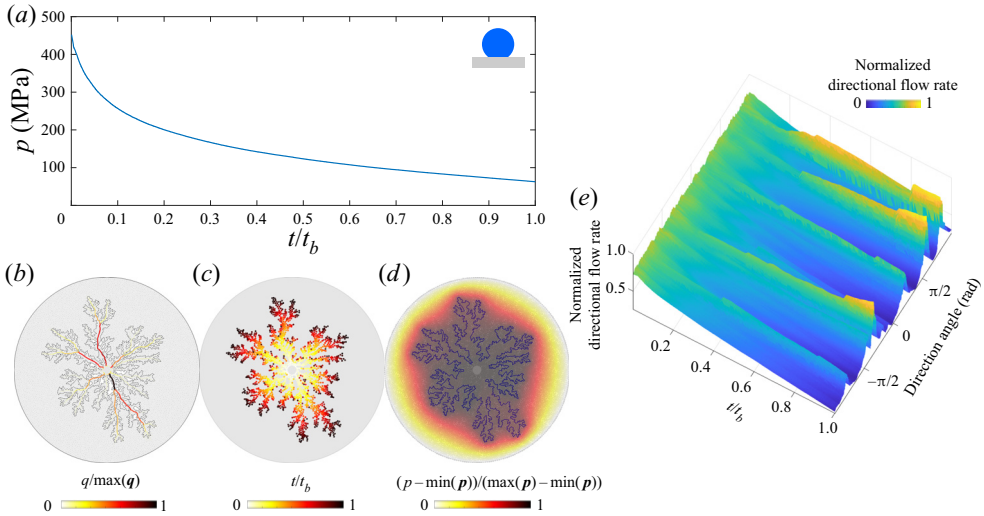 (a)
500
400
300
200
100
p (MPa)
0 0.1 0.2 0.3 0.4 0.5 0.6 0.7 0.8 0.9 1.0
t/t_b
(b)
(c)
(d)
q/max(q)
t/t_b
(p – min(p))/(max(p) – min(p))
0 1
0 1
0 1
(e)
Normalized
directional flow rate
0 1
Normalized
directional flow rate
1.0
0.5
0.2
0.4
0.6
0.8
1.0
t/t_b
π/2
0
–π/2
Direction angle (rad)